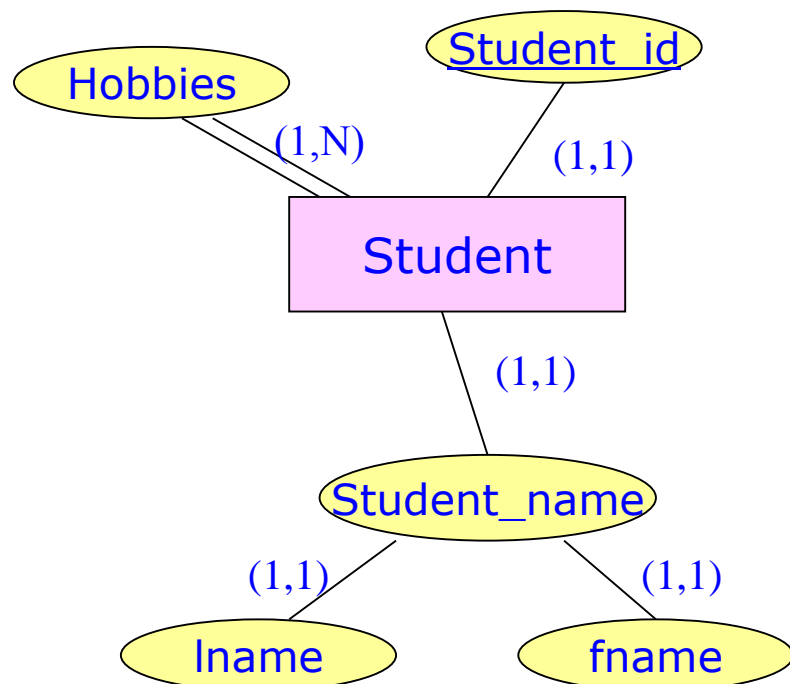 Student_id
Hobbies
(1,N)
(1,1)
Student
(1,1)
Student_name
(1,1)
(1,1)
lname
fname